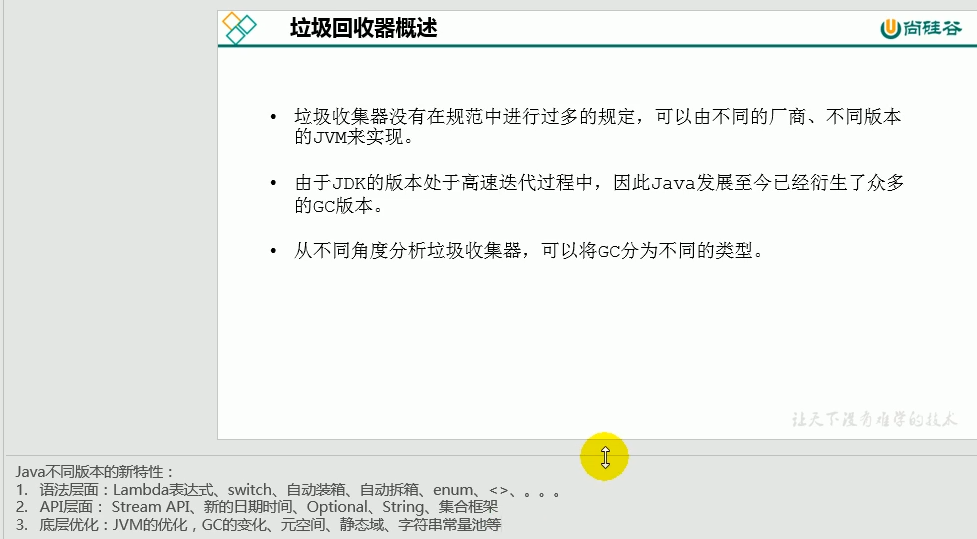 垃圾回收器概述
尚硅谷
• 垃圾收集器没有在规范中进行过多的规定，可以由不同的厂商、不同版本
的JVM来实现。
• 由于JDK的版本处于高速迭代过程中，因此Java发展至今已经衍生了众多
的GC版本。
• 从不同角度分析垃圾收集器，可以将GC分为不同的类型。
让天下没有难学的技术
Java不同版本的新特性：
1. 语法层面：Lambda表达式、switch、自动装箱、自动拆箱、enum、<>、。。。
2. API层面： Stream API、新的日期时间、Optional、String、集合框架
3. 底层优化：JVM的优化，GC的变化、元空间、静态域、字符串常量池等